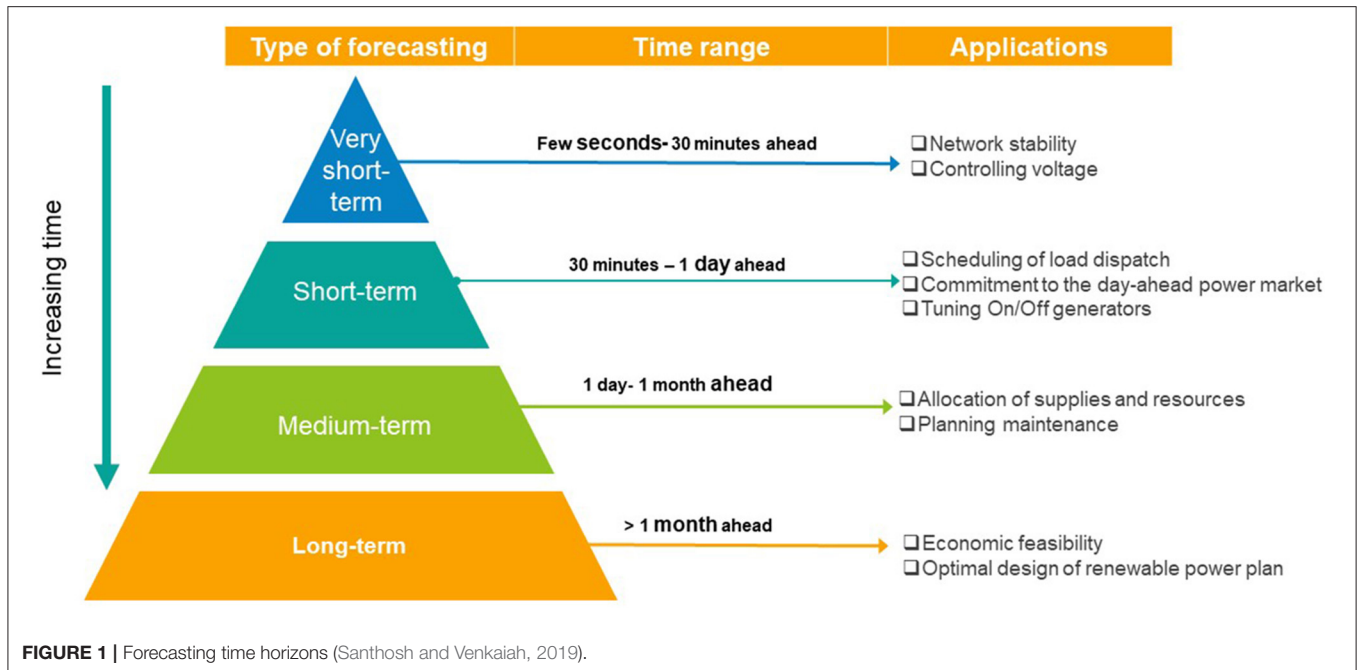 Type of forecasting Time range Applications
Increasing time
Very
short-
term
Few seconds- 30 minutes ahead
❑Network stability
❑Controlling voltage
Short-term
30 minutes – 1 day ahead
❑Scheduling of load dispatch
❑Commitment to the day-ahead power market
❑Tuning On/Off generators
Medium-term
1 day- 1 month ahead
❑Allocation of supplies and resources
❑Planning maintenance
Long-term
> 1 month ahead
❑Economic feasibility
❑Optimal design of renewable power plan
FIGURE 1 | Forecasting time horizons (Santhosh and Venkaiah, 2019).